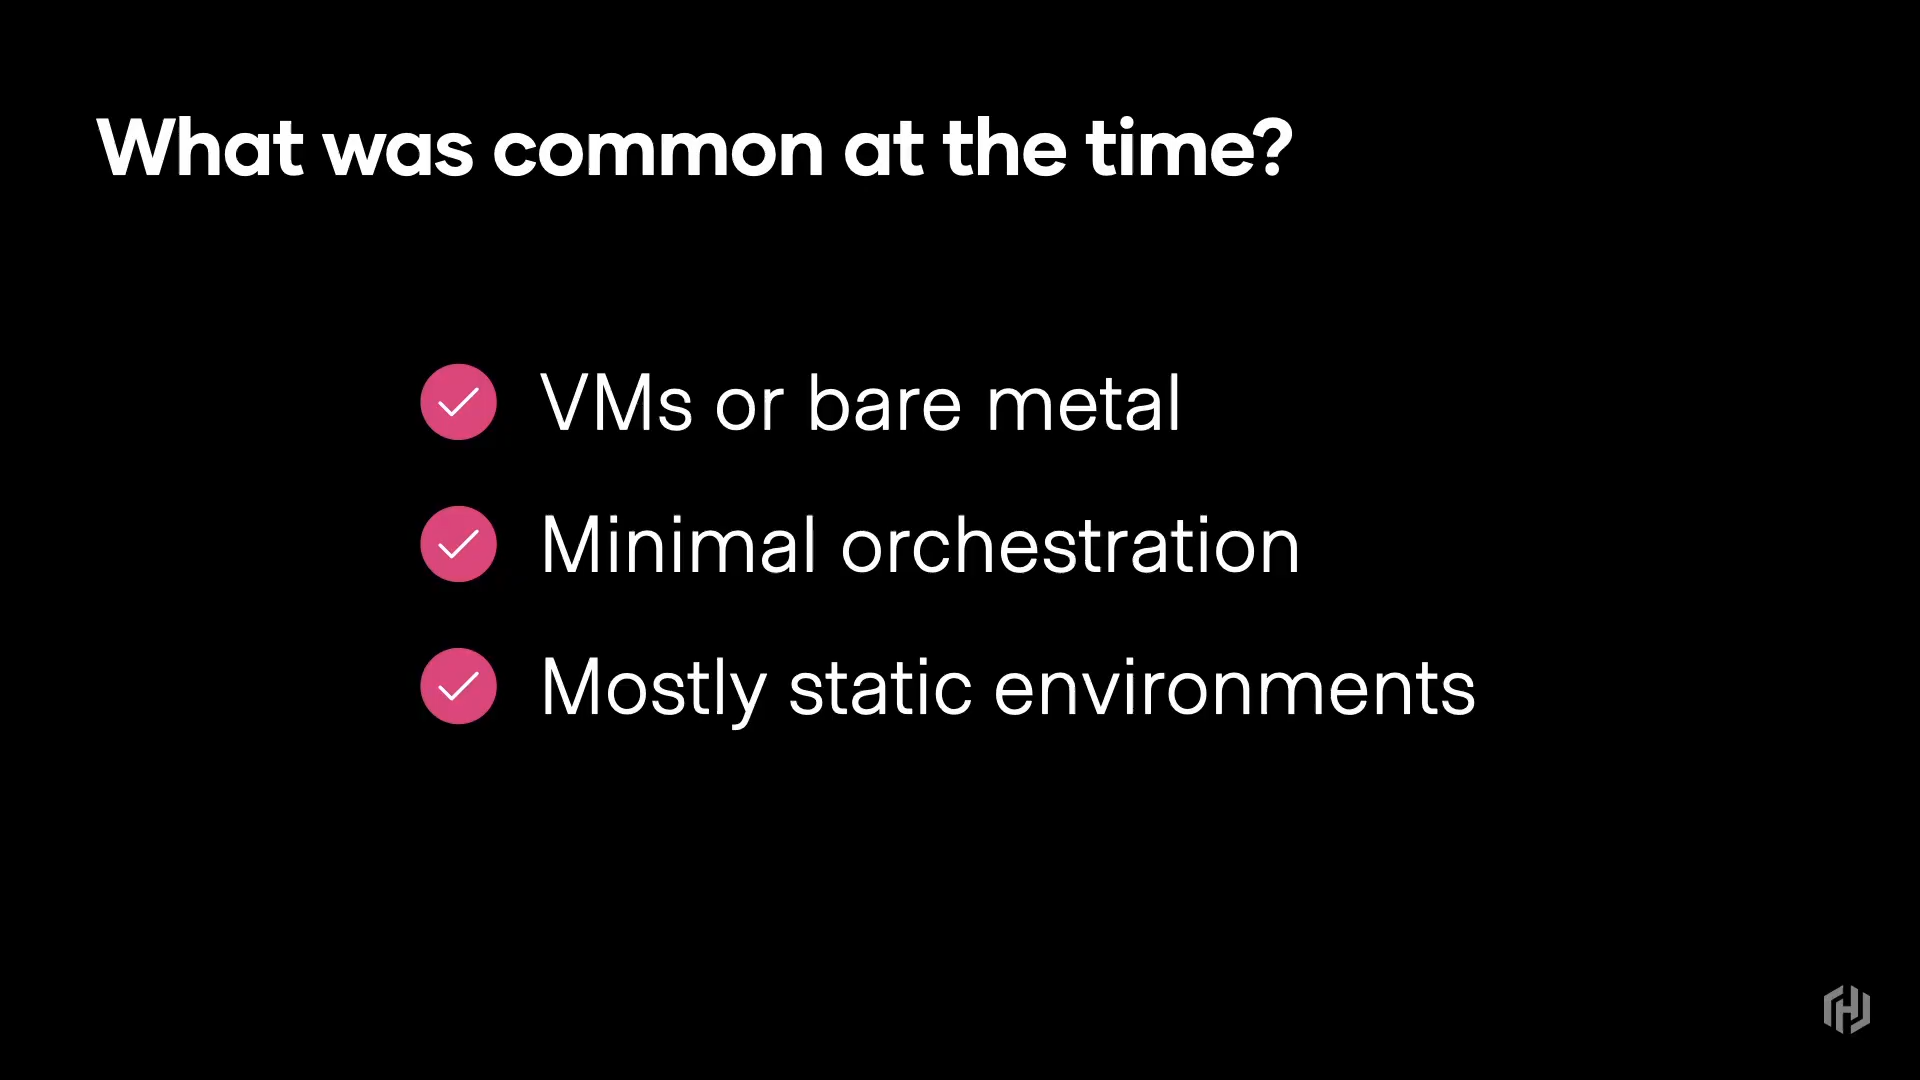 What was common at the time?
VMs or bare metal
Minimal orchestration
Mostly static environments